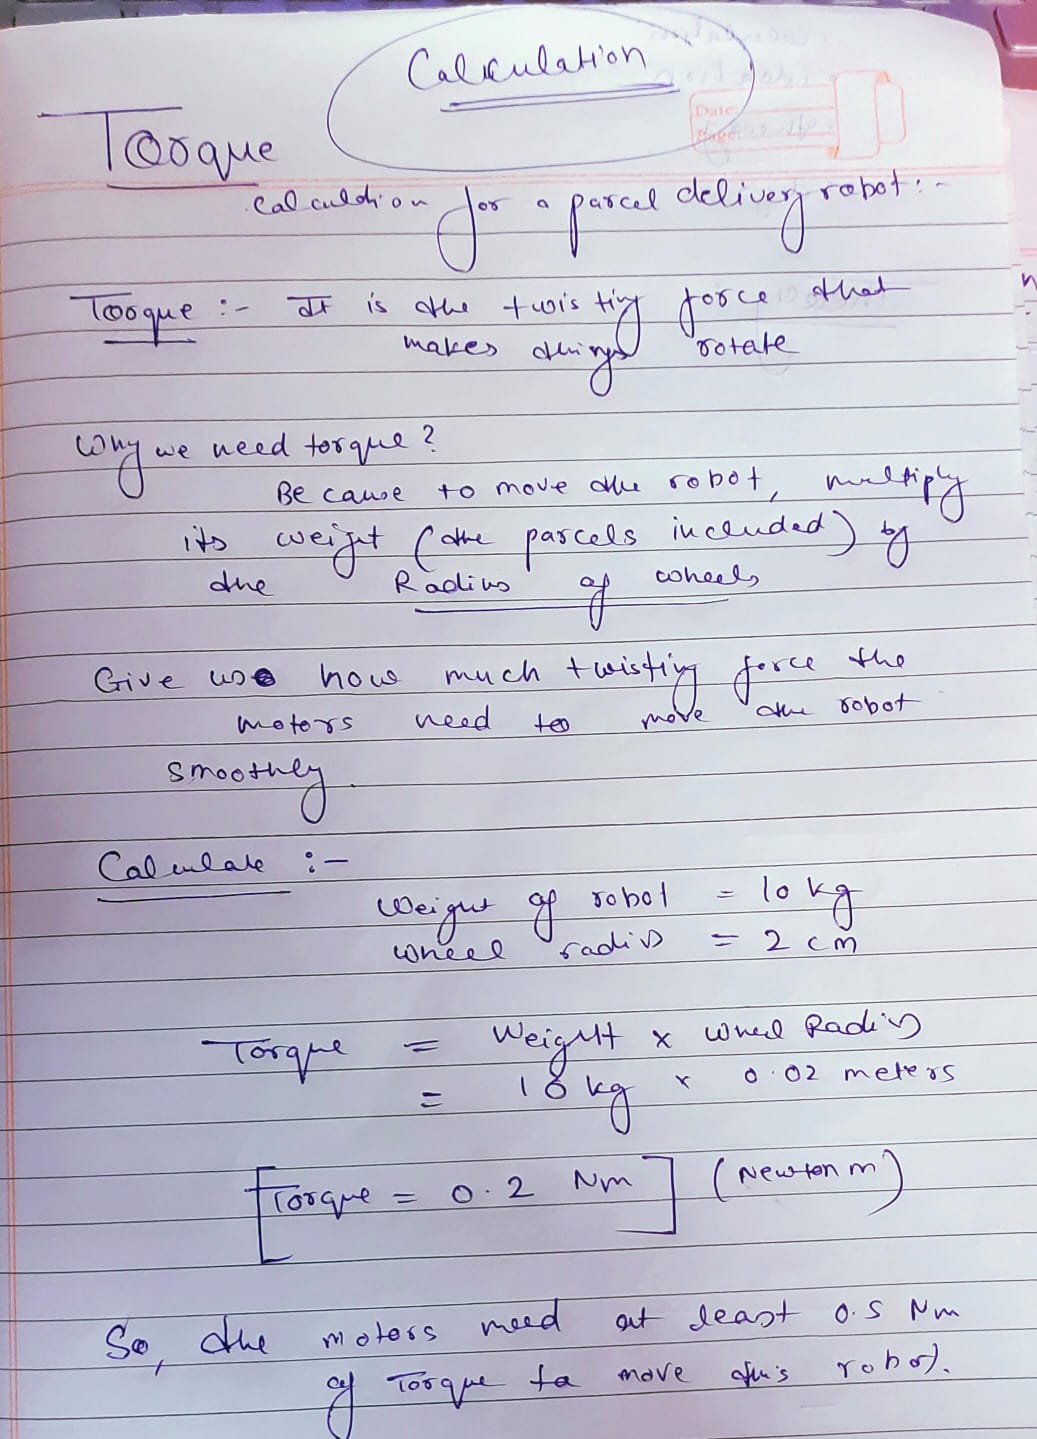 Calculation
Date:
Page:
Torque
Calculation for a parcel delivery robot:-
Torque :- It is the twisting force that
makes things rotate
Why we need torque?
Because to move the robot, multiply
its weight (the parcels included) by
the Radius of wheels
Give us how much twisting force the
motors need to move the robot
smoothly.
Calculate :-
Weight of robot = 10 kg
wheel radius = 2 cm
Torque = Weight x wheel Radius
= 10 kg x 0.02 meters
[Torque = 0.2 Nm] (Newton m)
So, the motors need at least 0.5 Nm
of Torque to move this robot.